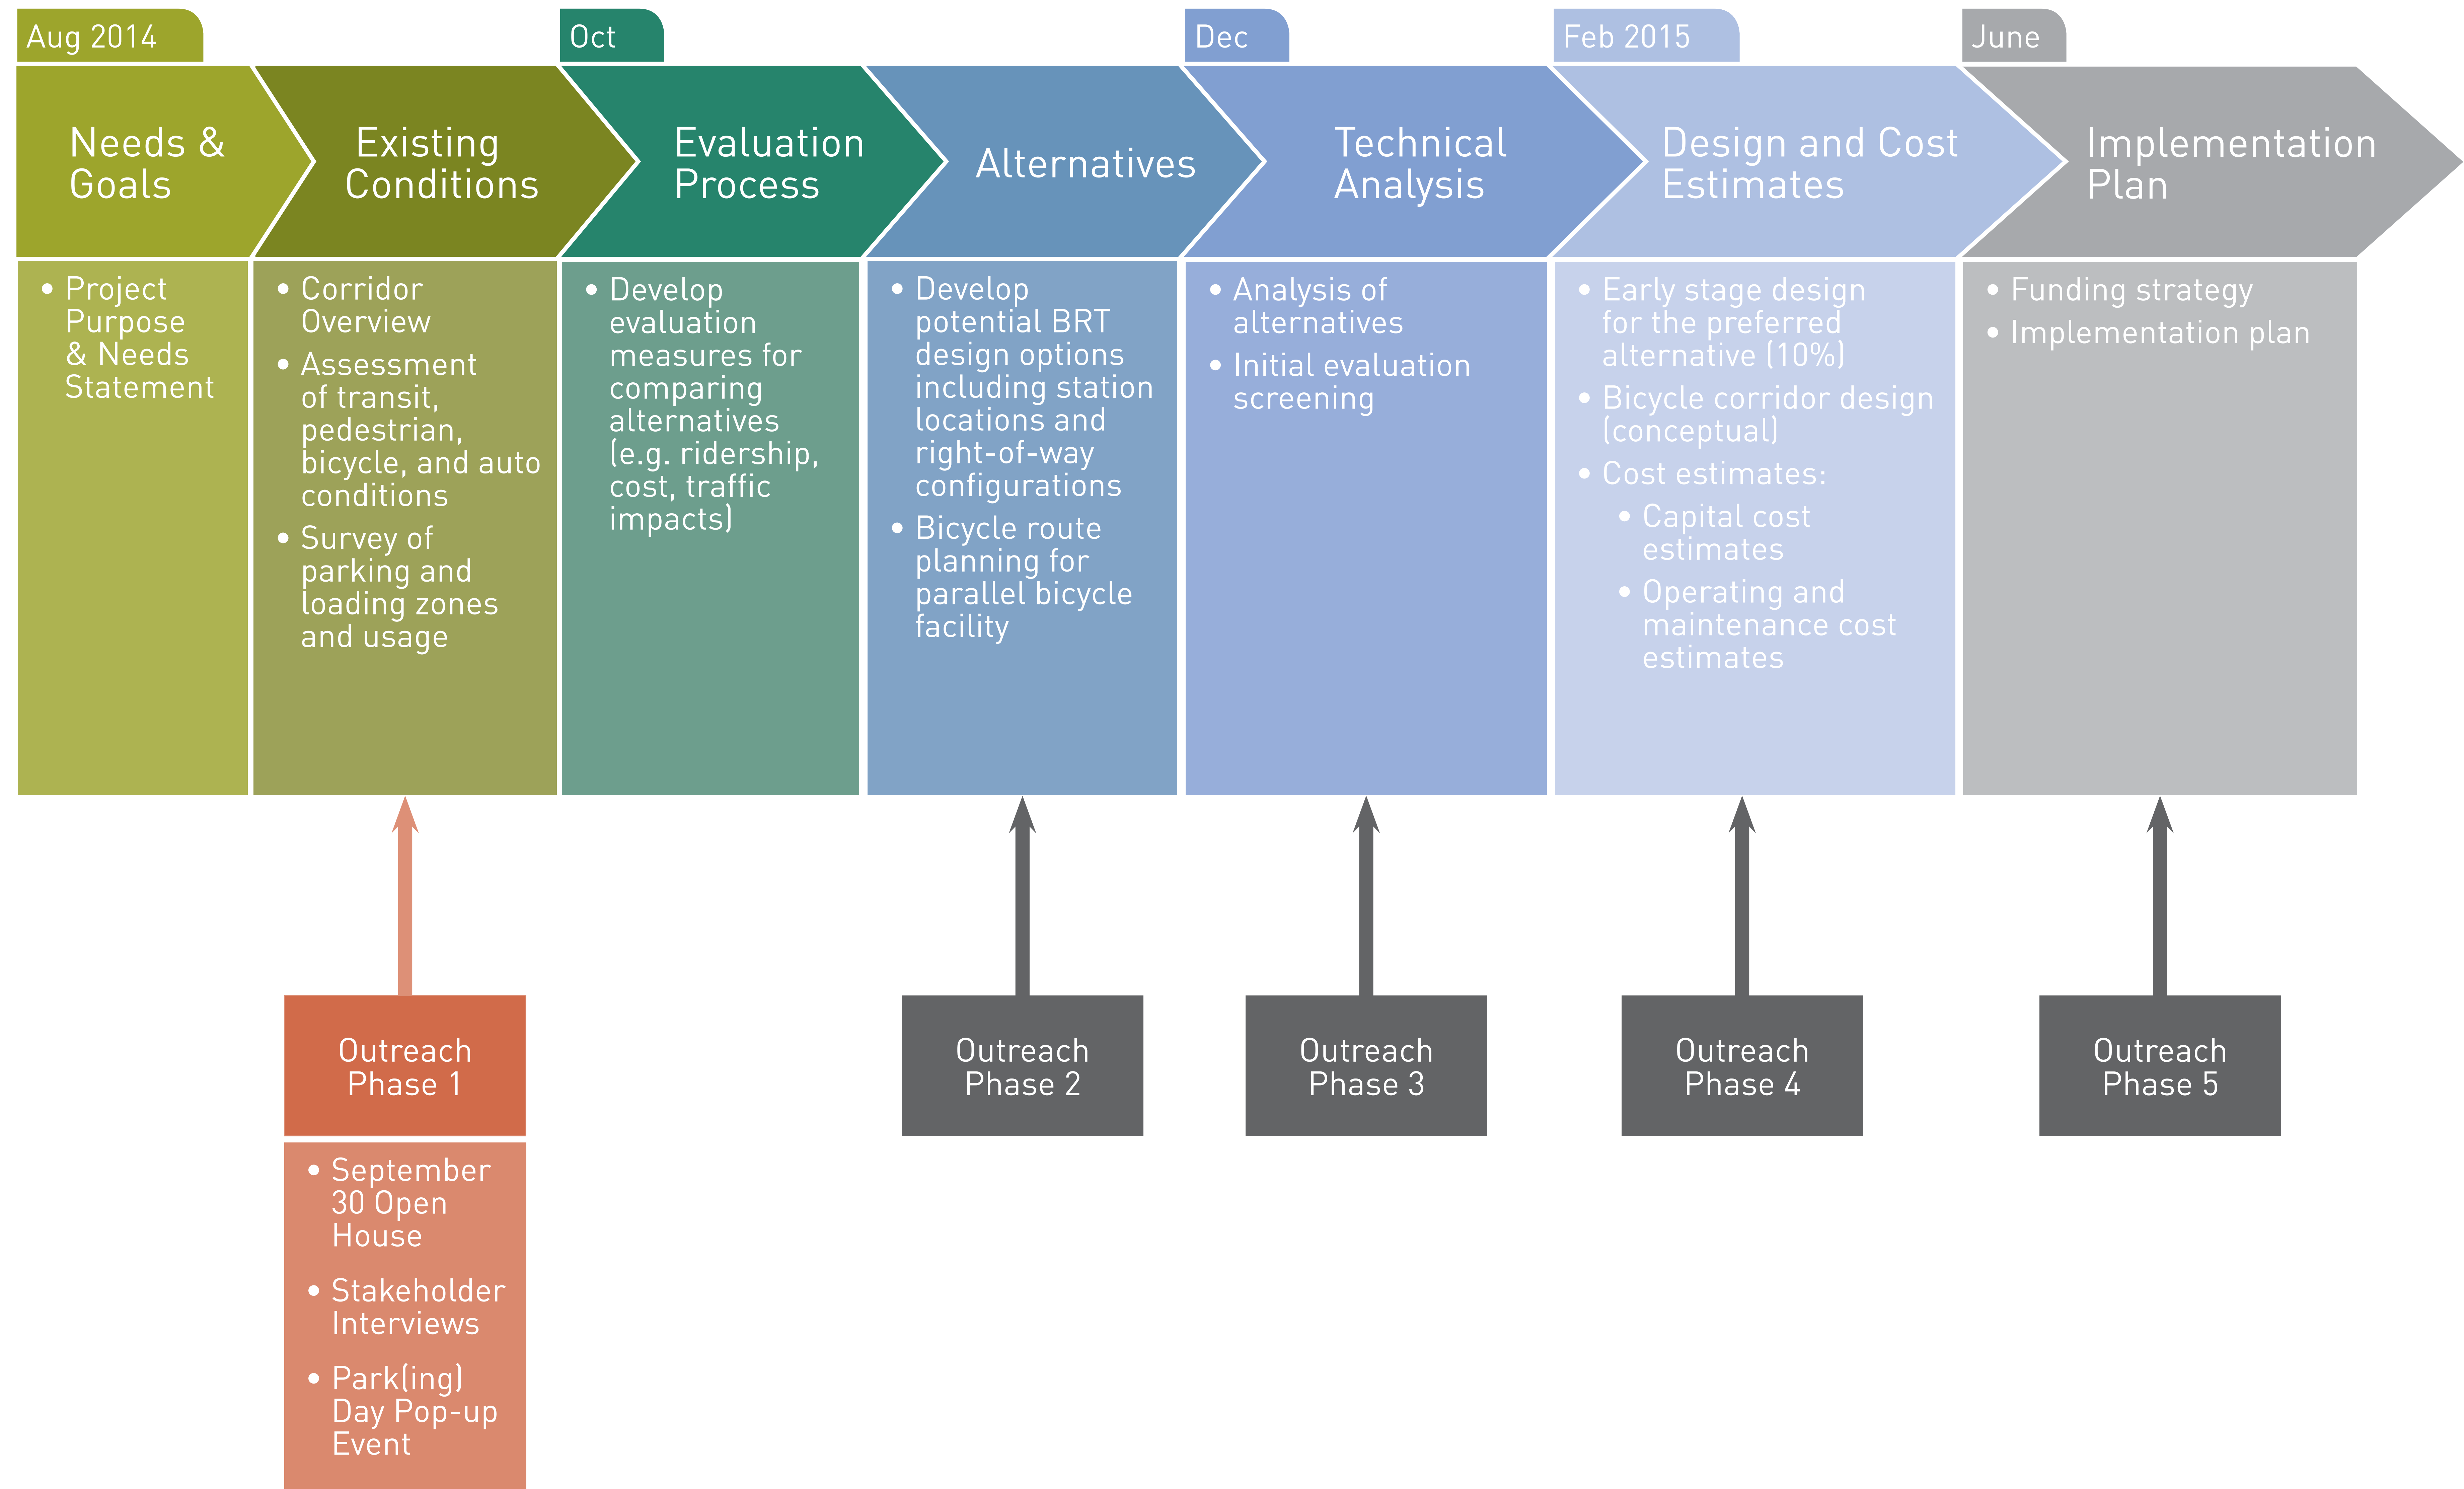 Aug 2014
Oct
Dec
Feb 2015
June
Needs &
Goals
Existing
Conditions
Evaluation
Process
Alternatives
Technical
Analysis
Design and Cost
Estimates
Implementation
Plan
• Project
Purpose
& Needs
Statement
• Corridor
Overview
• Assessment
of transit,
pedestrian,
bicycle, and auto
conditions
• Survey of
parking and
loading zones
and usage
• Develop
evaluation
measures for
comparing
alternatives
(e.g. ridership,
cost, traffic
impacts)
• Develop
potential BRT
design options
including station
locations and
right-of-way
configurations
• Bicycle route
planning for
parallel bicycle
facility
• Analysis of
alternatives
• Initial evaluation
screening
• Early stage design
for the preferred
alternative (10%)
• Bicycle corridor design
(conceptual)
• Cost estimates:
• Capital cost
estimates
• Operating and
maintenance cost
estimates
• Funding strategy
• Implementation plan
Outreach
Phase 1
Outreach
Phase 2
Outreach
Phase 3
Outreach
Phase 4
Outreach
Phase 5
• September
30 Open
House
• Stakeholder
Interviews
• Park(ing)
Day Pop-up
Event